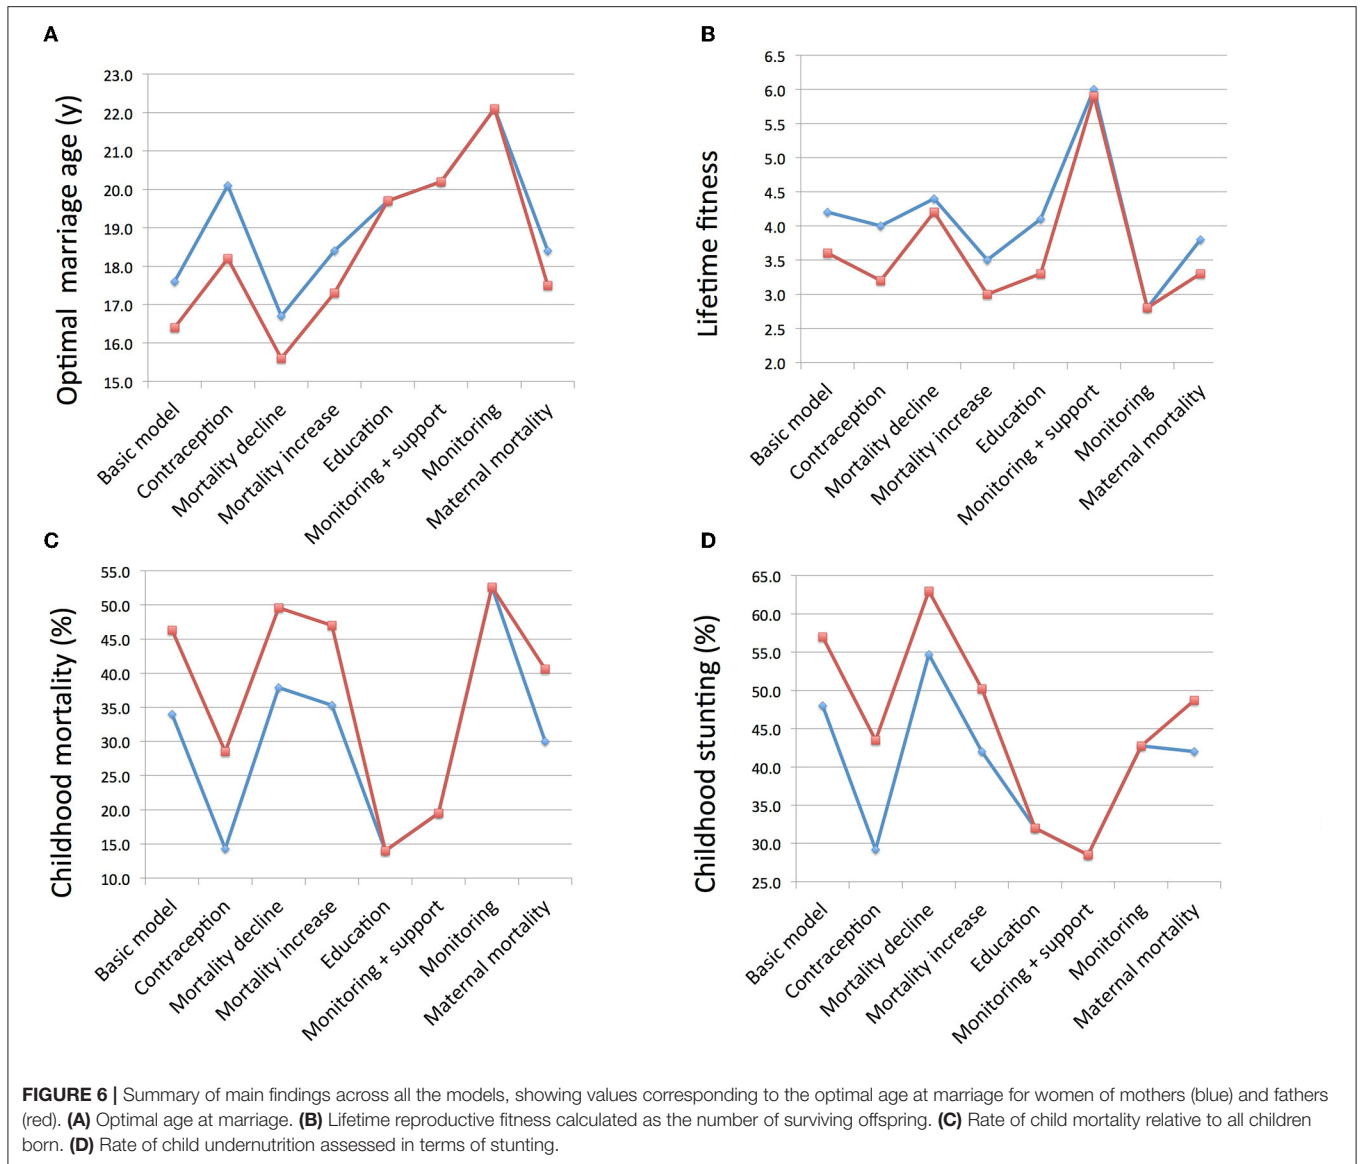 A
Optimal marriage age (y)
23.0
22.0
21.0
20.0
19.0
18.0
17.0
16.0
15.0
Basic model
Contraception
Mortality decline
Mortality increase
Education
Monitoring + support
Monitoring
Maternal mortality
B
Lifetime fitness
6.5
6.0
5.5
5.0
4.5
4.0
3.5
3.0
2.5
2.0
Basic model
Contraception
Mortality decline
Mortality increase
Education
Monitoring + support
Monitoring
Maternal mortality
C
Childhood mortality (%)
55.0
50.0
45.0
40.0
35.0
30.0
25.0
20.0
15.0
10.0
Basic model
Contraception
Mortality decline
Mortality increase
Education
Monitoring + support
Monitoring
Maternal mortality
D
Childhood stunting (%)
65.0
60.0
55.0
50.0
45.0
40.0
35.0
30.0
25.0
Basic model
Contraception
Mortality decline
Mortality increase
Education
Monitoring + support
Monitoring
Maternal mortality
FIGURE 6 | Summary of main findings across all the models, showing values corresponding to the optimal age at marriage for women of mothers (blue) and fathers
(red). (A) Optimal age at marriage. (B) Lifetime reproductive fitness calculated as the number of surviving offspring. (C) Rate of child mortality relative to all children
born. (D) Rate of child undernutrition assessed in terms of stunting.